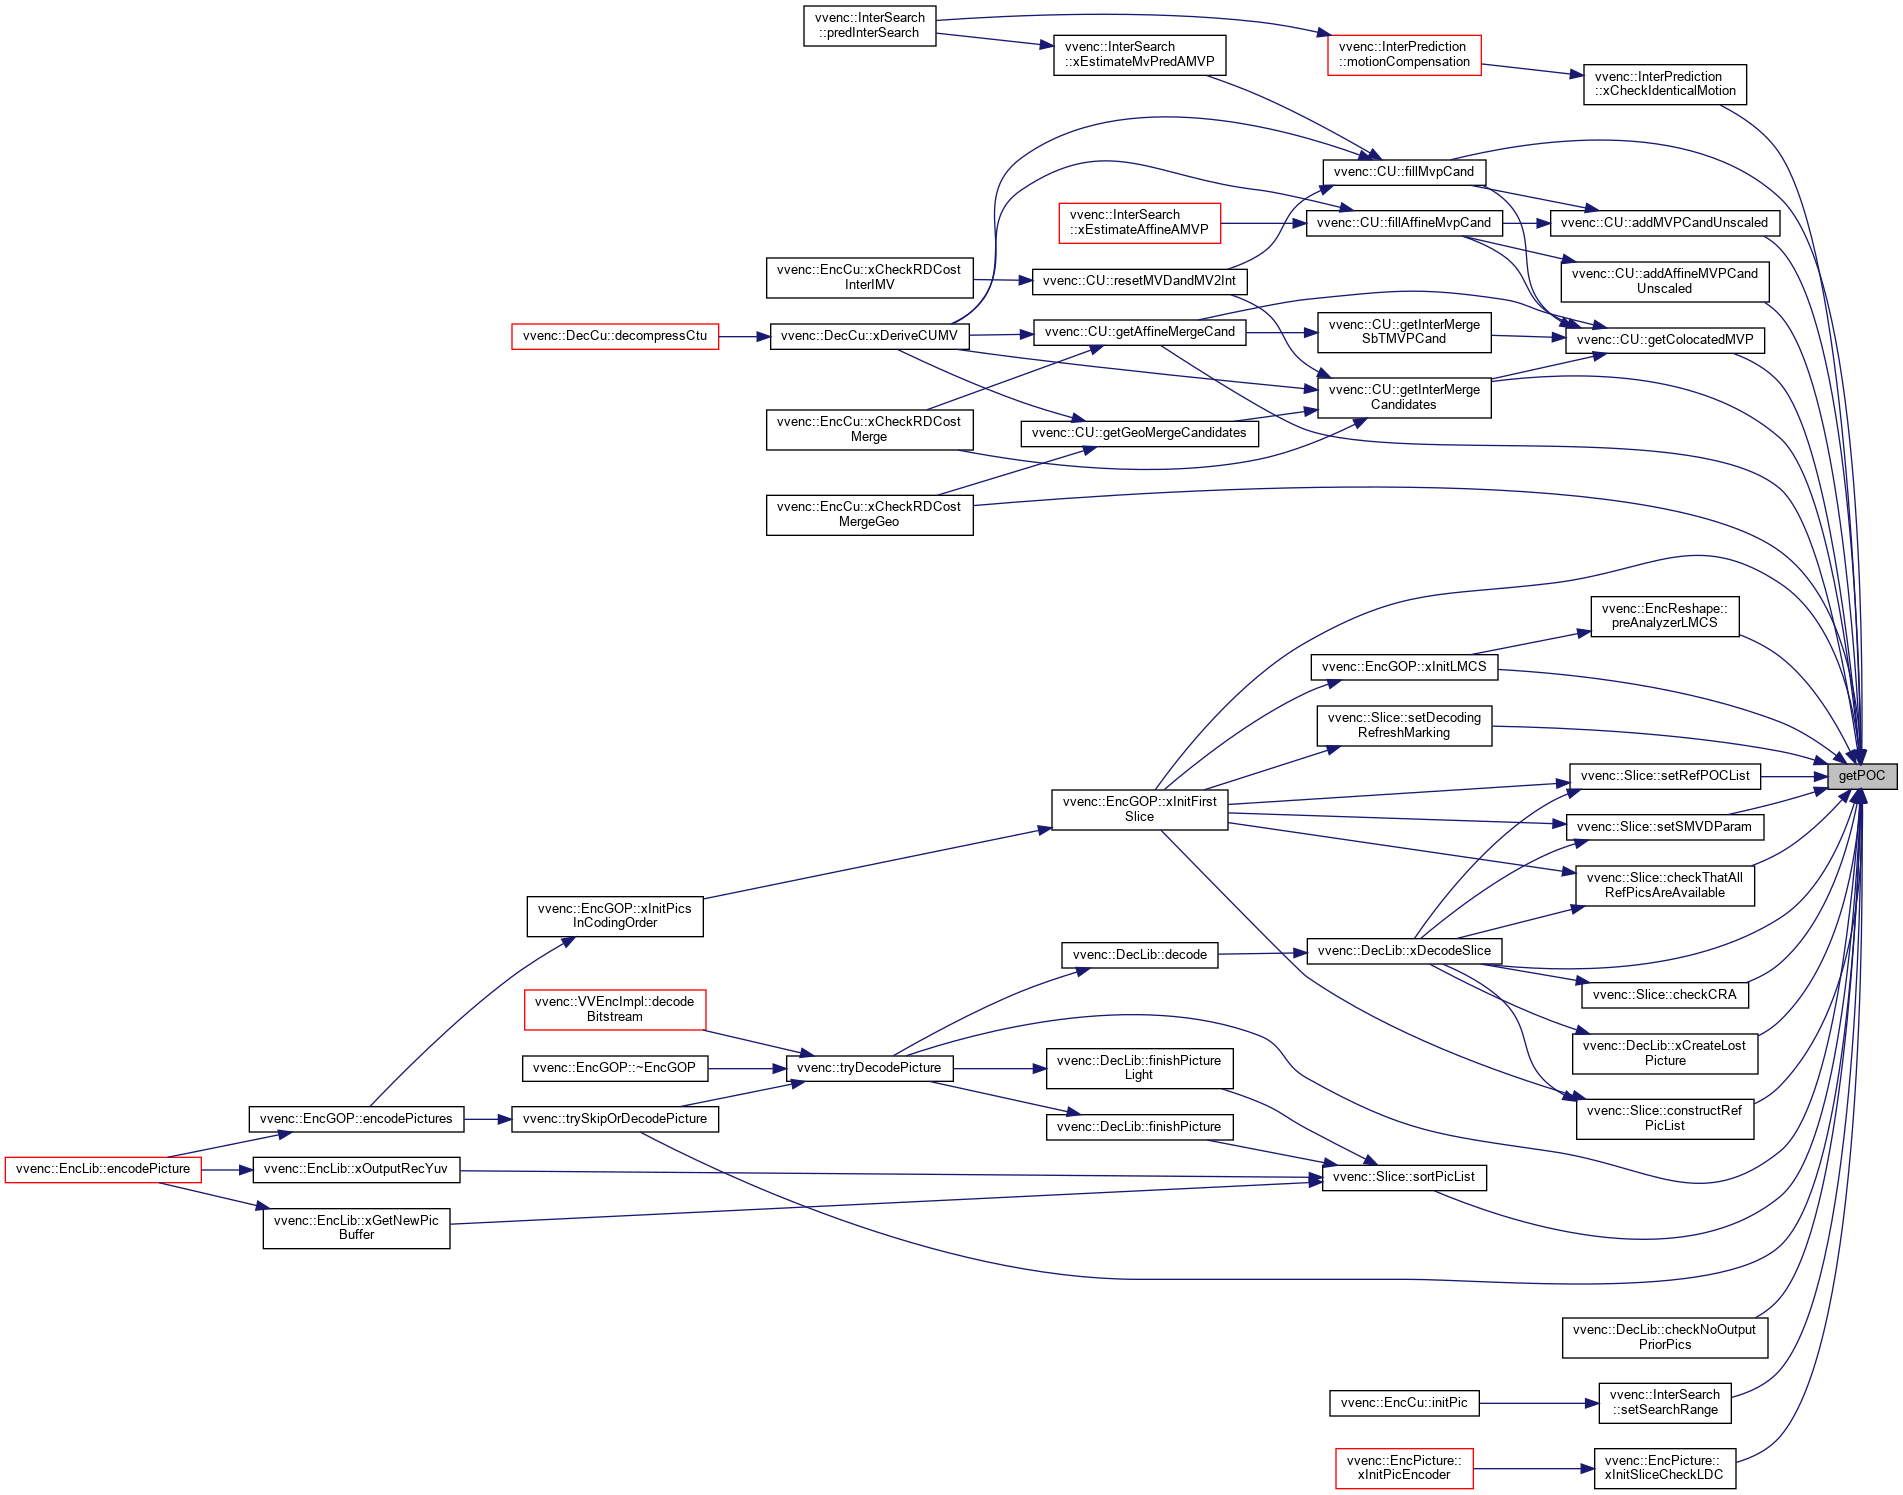 vvenc::InterSearch
::predInterSearch
vvenc::InterSearch
::xEstimateMvPredAMVP
vvenc::InterPrediction
::motionCompensation
vvenc::InterPrediction
::xCheckIdenticalMotion
vvenc::CU::fillMvpCand
vvenc::InterSearch
::xEstimateAffineAMVP
vvenc::CU::fillAffineMvpCand
vvenc::CU::addMVPCandUnscaled
vvenc::EncCu::xCheckRDCost
InterIMV
vvenc::CU::resetMVDandMV2Int
vvenc::CU::addAffineMVPCand
Unscaled
vvenc::DecCu::decompressCtu
vvenc::DecCu::xDeriveCUMV
vvenc::CU::getAffineMergeCand
vvenc::CU::getInterMerge
SbTMVPCand
vvenc::CU::getColocatedMVP
vvenc::CU::getInterMerge
Candidates
vvenc::EncCu::xCheckRDCost
Merge
vvenc::CU::getGeoMergeCandidates
vvenc::EncCu::xCheckRDCost
MergeGeo
vvenc::EncReshape::
preAnalyzerLMCS
vvenc::EncGOP::xInitLMCS
vvenc::Slice::setDecoding
RefreshMarking
vvenc::Slice::setRefPOCList
getPOC
vvenc::EncGOP::xInitFirst
Slice
vvenc::Slice::setSMVDParam
vvenc::Slice::checkThatAll
RefPicsAreAvailable
vvenc::EncGOP::xInitPics
InCodingOrder
vvenc::DecLib::decode
vvenc::DecLib::xDecodeSlice
vvenc::Slice::checkCRA
vvenc::VVEncImpl::decode
Bitstream
vvenc::DecLib::xCreateLost
Picture
vvenc::EncGOP::~EncGOP
vvenc::tryDecodePicture
vvenc::DecLib::finishPicture
Light
vvenc::Slice::constructRef
PicList
vvenc::EncGOP::encodePictures
vvenc::trySkipOrDecodePicture
vvenc::DecLib::finishPicture
vvenc::EncLib::encodePicture
vvenc::EncLib::xOutputRecYuv
vvenc::Slice::sortPicList
vvenc::EncLib::xGetNewPic
Buffer
vvenc::DecLib::checkNoOutput
PriorPics
vvenc::EncCu::initPic
vvenc::InterSearch
::setSearchRange
vvenc::EncPicture::
xInitPicEncoder
vvenc::EncPicture::
xInitSliceCheckLDC